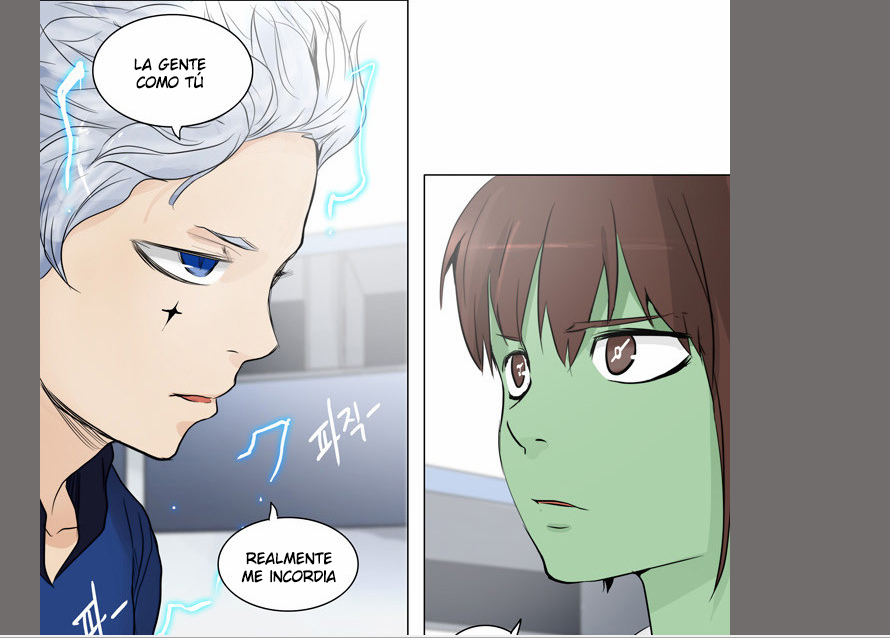 LA GENTE
COMO TÚ
파직-
REALMENTE
ME INCORDIA
파-